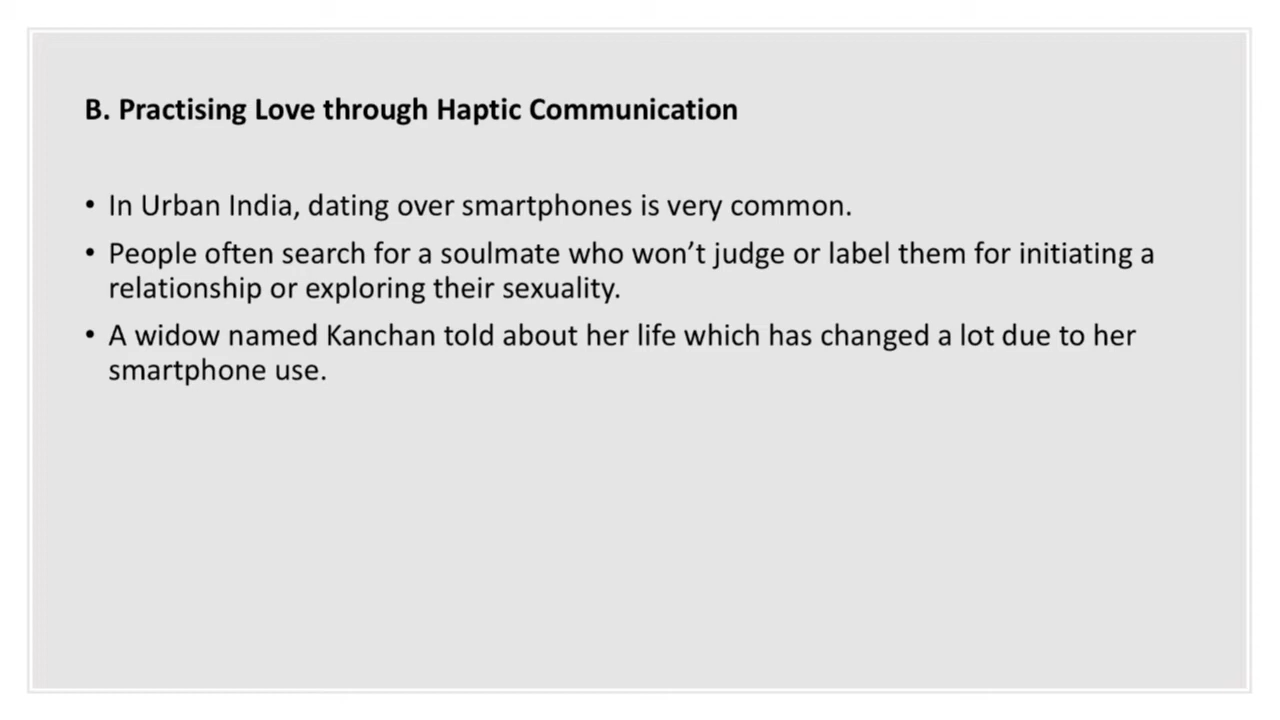 B. Practising Love through Haptic Communication
• In Urban India, dating over smartphones is very common.
• People often search for a soulmate who won’t judge or label them for initiating a
relationship or exploring their sexuality.
• A widow named Kanchan told about her life which has changed a lot due to her
smartphone use.